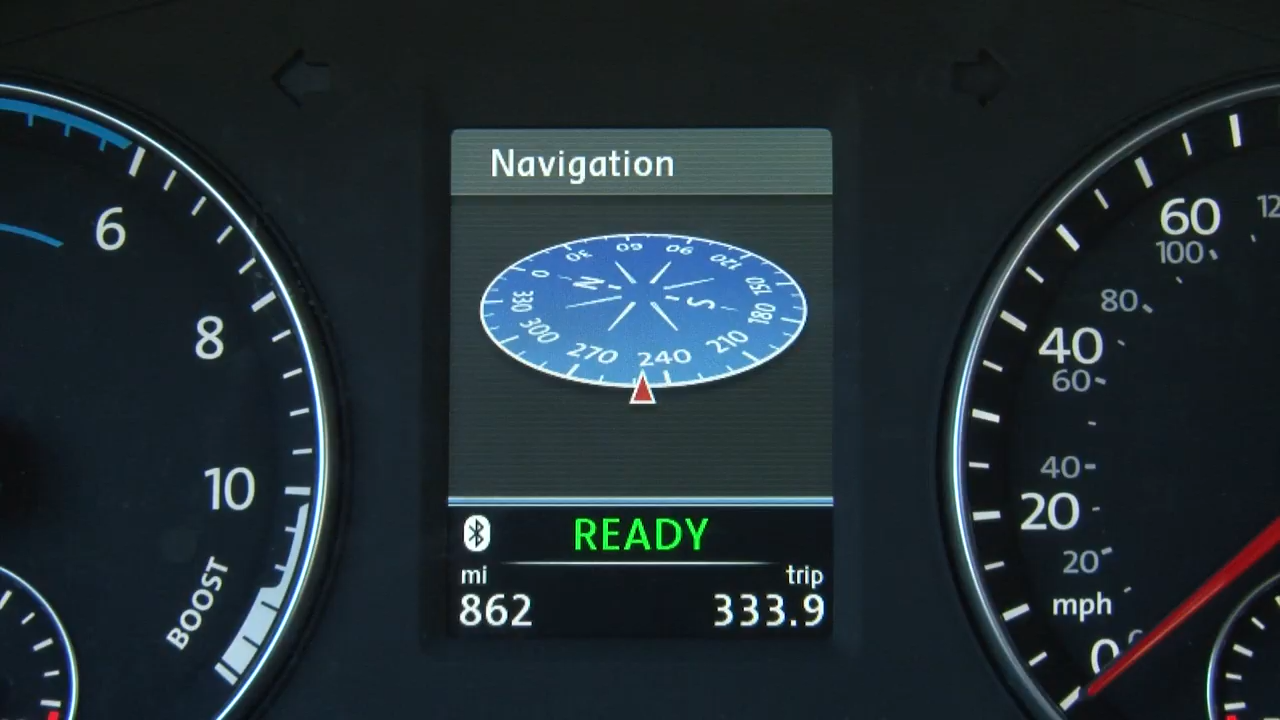 Navigation
0 30 60 90 120 150 180 210 240 270 300 330
N S
READY
mi trip
862 333.9
6
8
10
BOOST
60
100
80
40
60
40
20
20
mph
0